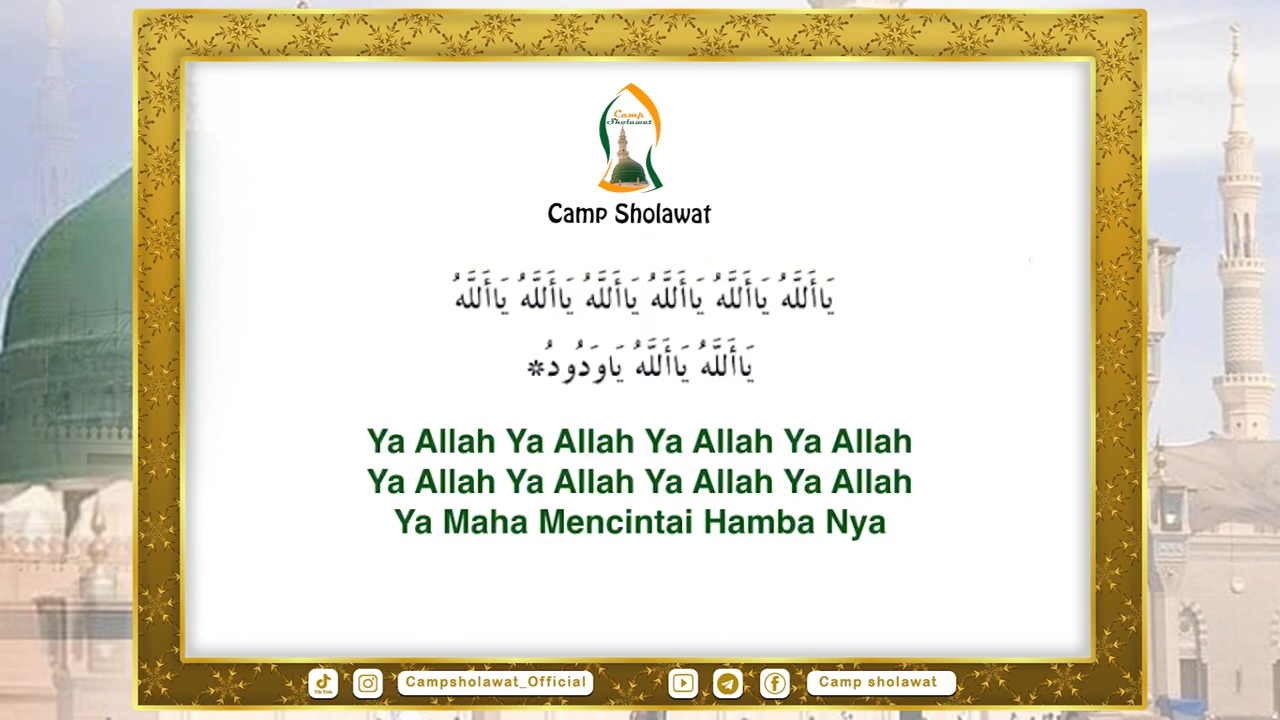 Camp
Sholawat
Camp Sholawat
يَاأَللَّهُ يَاأَللَّهُ يَاأَللَّهُ يَاأَللَّهُ يَاأَللَّهُ يَاأَللَّهُ
يَاأَللَّهُ يَاأَللَّهُ يَاوَدُودُ*
Ya Allah Ya Allah Ya Allah Ya Allah
Ya Allah Ya Allah Ya Allah Ya Allah
Ya Maha Mencintai Hamba Nya
TikTok
Campsholawat_Official
Camp sholawat